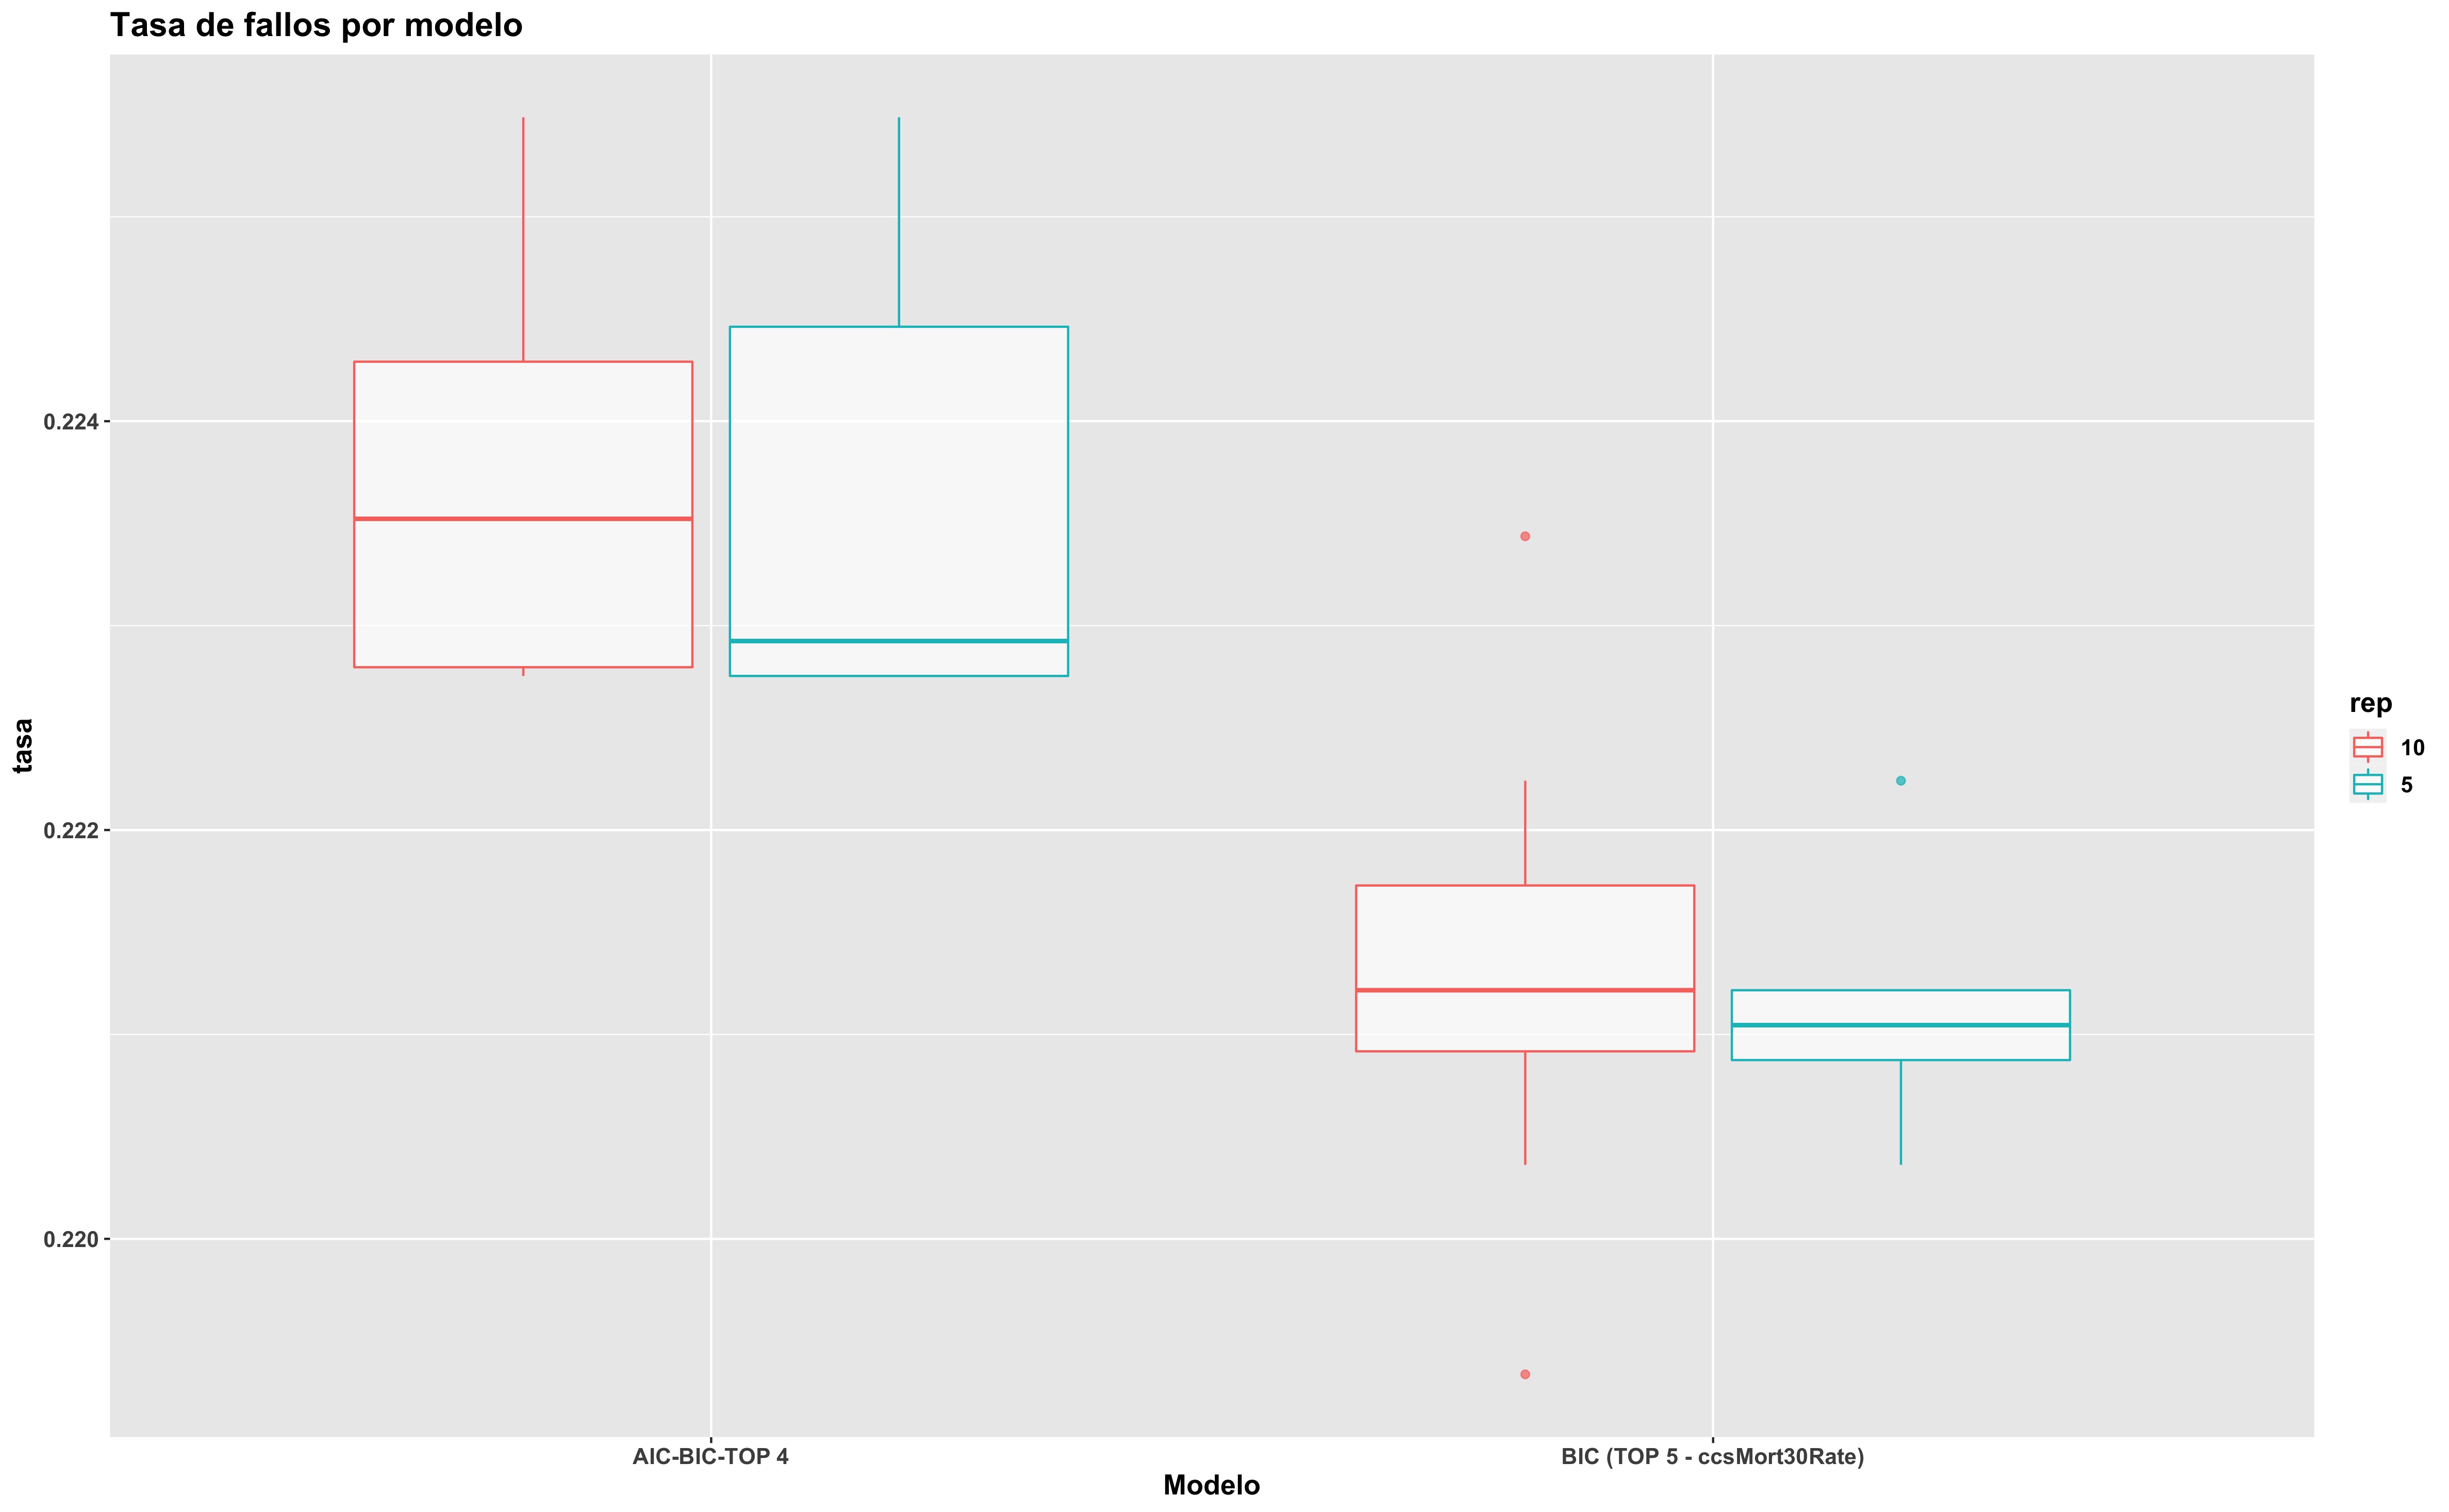 Tasa de fallos por modelo
tasa
0.224
0.222
0.220
AIC-BIC-TOP 4
BIC (TOP 5 - ccsMort30Rate)
Modelo
rep
10
5